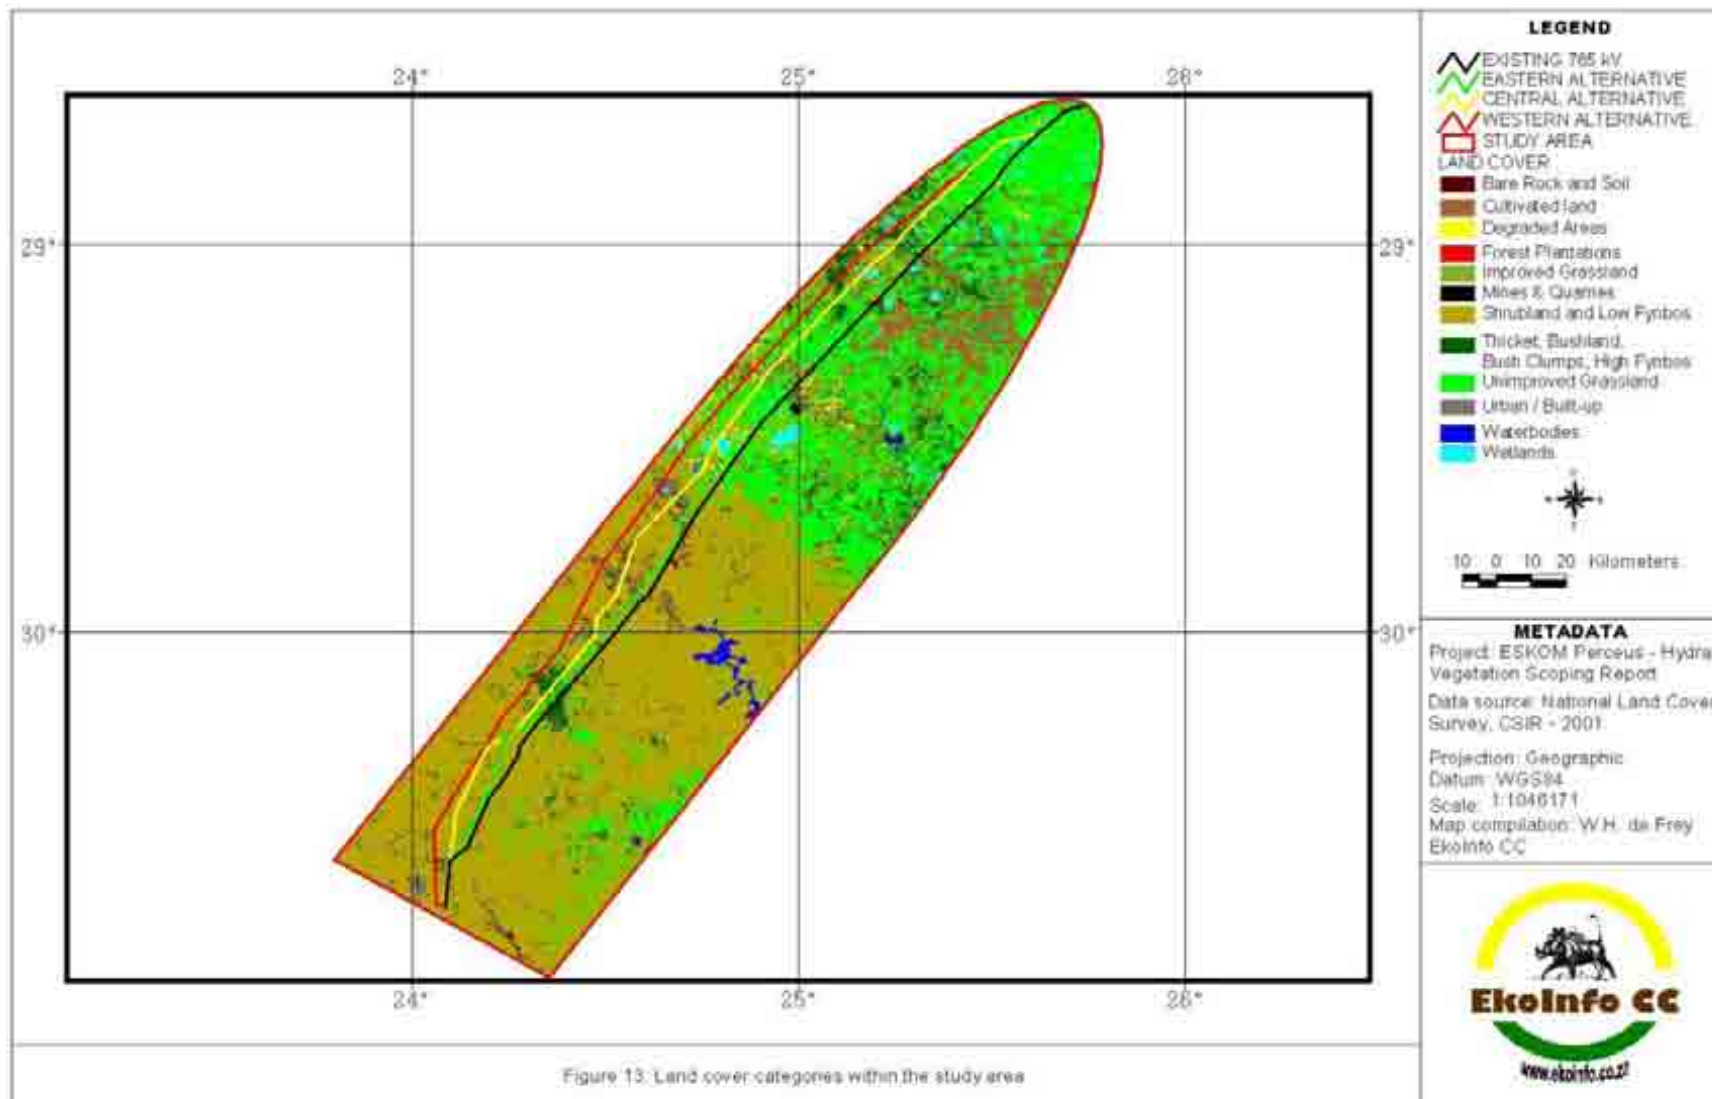 24°
25°
26°
29°
29°
30°
30°
24°
25°
26°
Figure 13: Land cover categories within the study area
LEGEND
EXISTING 765 kV
EASTERN ALTERNATIVE
CENTRAL ALTERNATIVE
WESTERN ALTERNATIVE
STUDY AREA
LAND COVER
Bare Rock and Soil
Cultivated land
Degraded Areas
Forest Plantations
Improved Grassland
Mines & Quarries
Shrubland and Low Fynbos
Thicket, Bushland,
Bush Clumps, High Fynbos
Unimproved Grassland
Urban / Built-up
Waterbodies
Wetlands
10 0 10 20 Kilometers
METADATA
Project: ESKOM Perceus - Hydra
Vegetation Scoping Report
Data source: National Land Cover
Survey, CSIR - 2001
Projection: Geographic
Datum: WGS84
Scale: 1:1046171
Map compilation: W.H. de Frey
EkoInfo CC
EkoInfo CC
www.ekoinfo.co.za